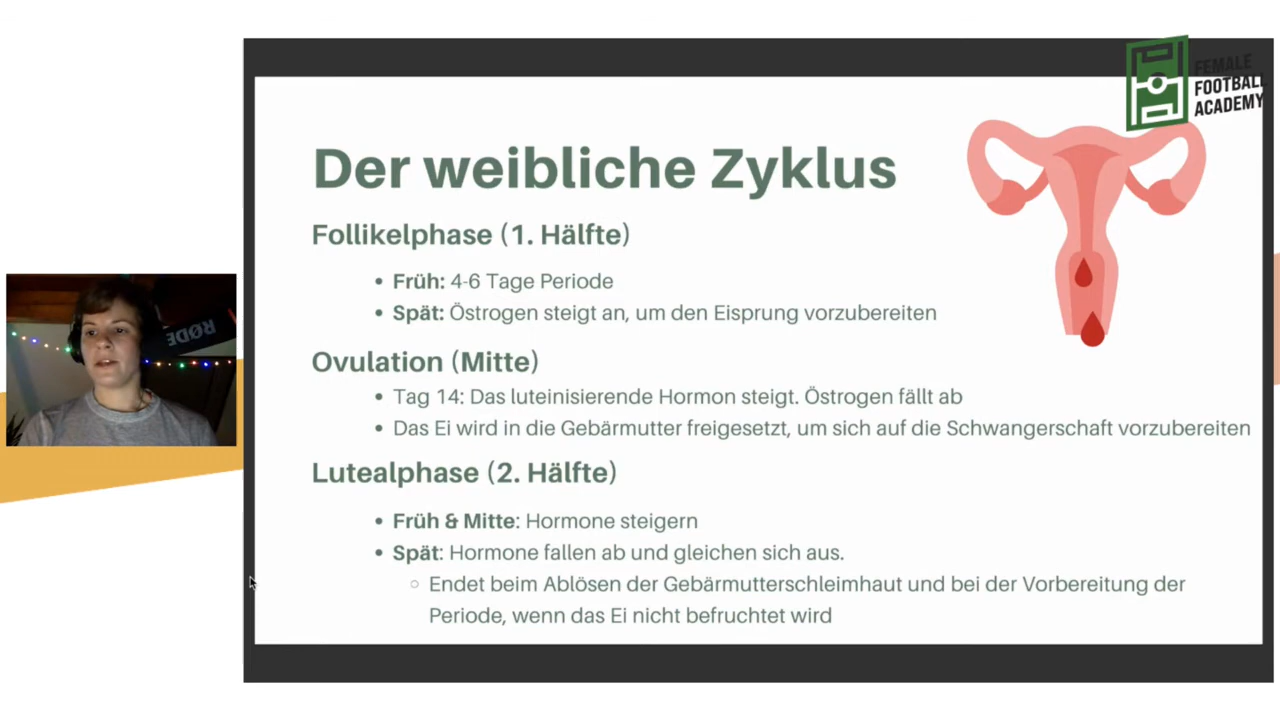 FEMALE
FOOTBALL
ACADEMY
Der weibliche Zyklus
Follikelphase (1. Hälfte)
• Früh: 4-6 Tage Periode
• Spät: Östrogen steigt an, um den Eisprung vorzubereiten
Ovulation (Mitte)
• Tag 14: Das luteinisierende Hormon steigt. Östrogen fällt ab
• Das Ei wird in die Gebärmutter freigesetzt, um sich auf die Schwangerschaft vorzubereiten
Lutealphase (2. Hälfte)
• Früh & Mitte: Hormone steigern
• Spät: Hormone fallen ab und gleichen sich aus.
○ Endet beim Ablösen der Gebärmutterschleimhaut und bei der Vorbereitung der
Periode, wenn das Ei nicht befruchtet wird
RØDE